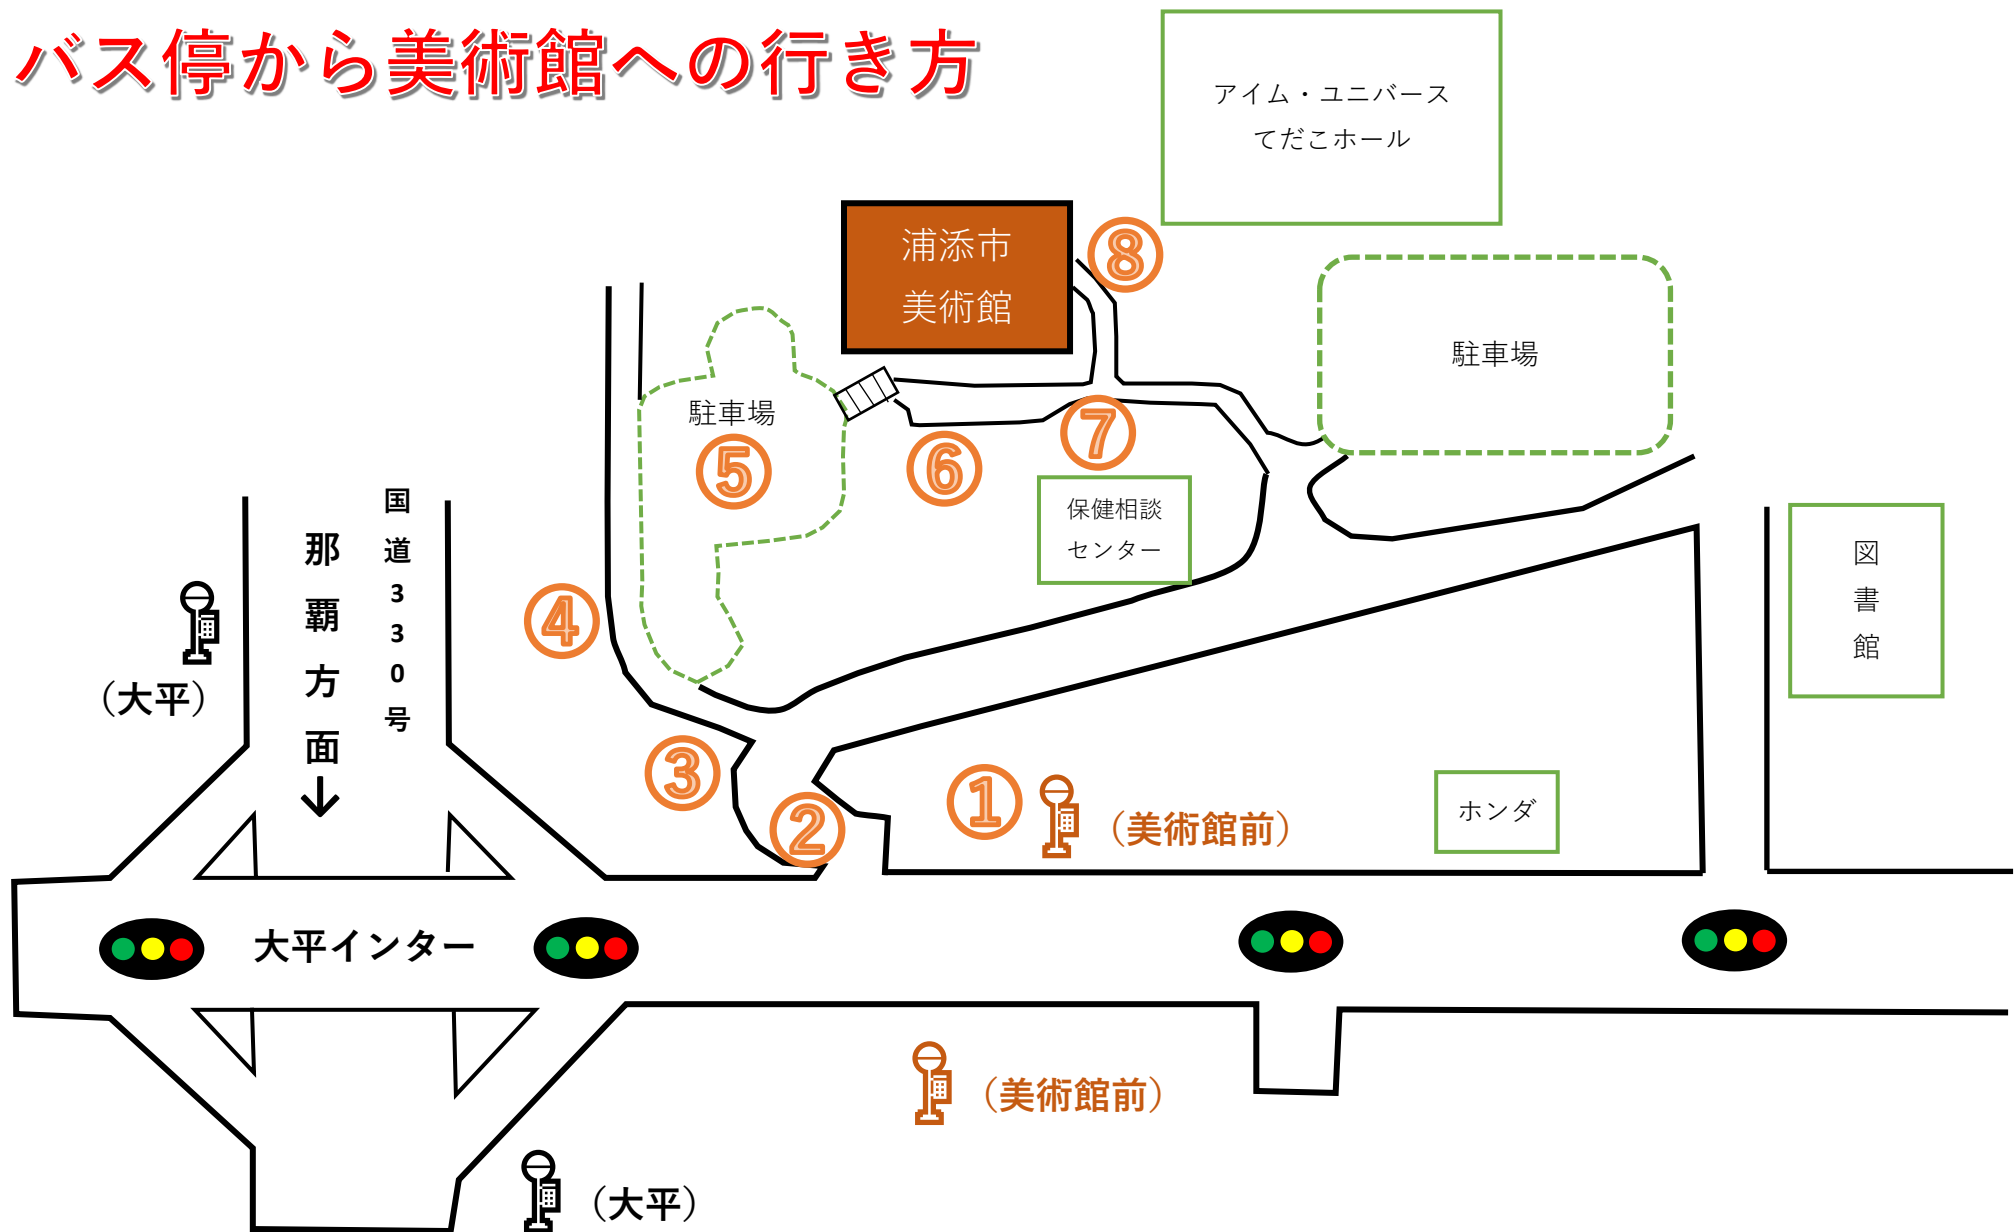 バス停から美術館への行き方
アイム・ユニバース
てだこホール
浦添市
美術館
⑧
駐車場
駐車場
⑤
⑥
⑦
保健相談
センター
図書館
国道330号
那覇方面
(大平)
④
③
②
①
(美術館前)
ホンダ
大平インター
(美術館前)
(大平)